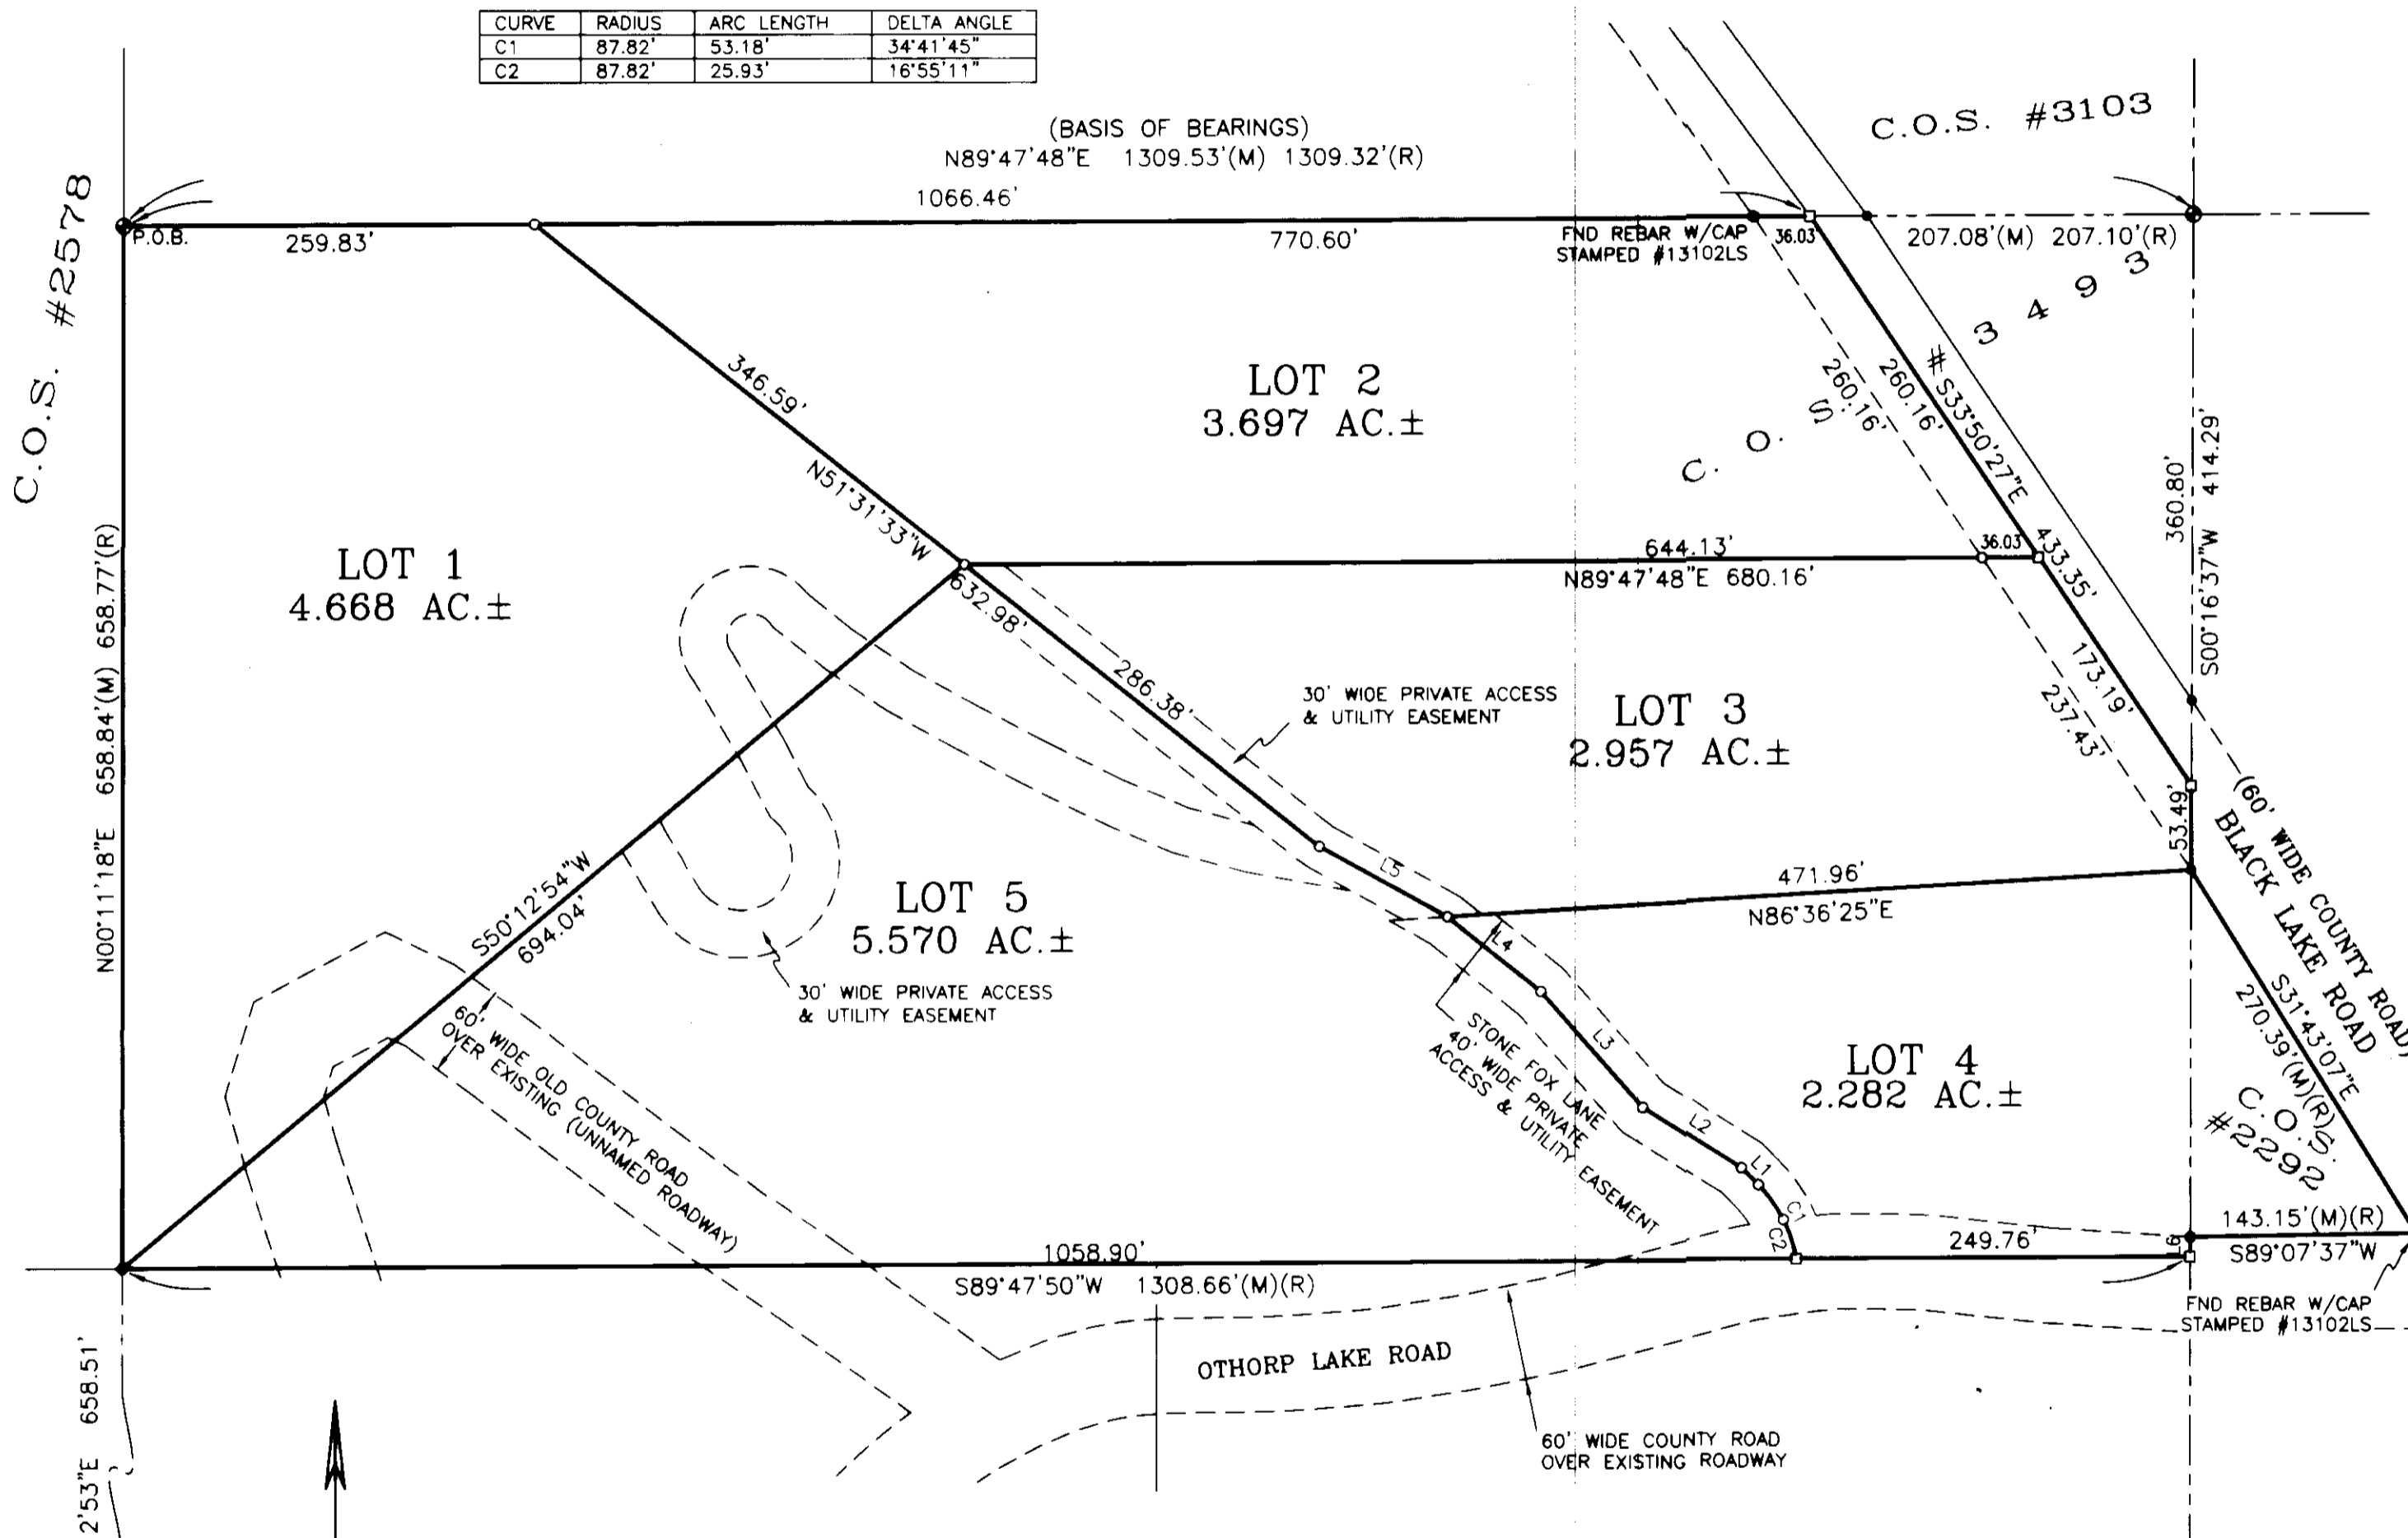 CURVE RADIUS ARC LENGTH DELTA ANGLE
C1 87.82' 53.18' 34°41'45"
C2 87.82' 25.93' 16°55'11"
(BASIS OF BEARINGS)
N89°47'48"E 1309.53'(M) 1309.32'(R)
1066.46'
C.O.S. #3103
C.O.S. #2578
P.O.B.
259.83'
770.60'
FND REBAR W/CAP
STAMPED #13102LS
36.03
207.08'(M) 207.10'(R)
C. O. S. # 3 4 9 3
346.59'
N51°31'33"W
632.98'
LOT 2
3.697 AC.±
260.16'
260.16'
S33°50'27"E
433.35'
360.80'
S00°16'37"W 414.29'
N00°11'18"E 658.84'(M) 658.77'(R)
LOT 1
4.668 AC.±
644.13'
36.03
N89°47'48"E 680.16'
286.38'
30' WIDE PRIVATE ACCESS
& UTILITY EASEMENT
LOT 3
2.957 AC.±
173.19'
237.43'
53.49'
(60' WIDE COUNTY ROAD)
BLACK LAKE ROAD
S50°12'54"W
694.04'
LOT 5
5.570 AC.±
L5
471.96'
N86°36'25"E
L4
30' WIDE PRIVATE ACCESS
& UTILITY EASEMENT
60' WIDE OLD COUNTY ROAD
OVER EXISTING (UNNAMED ROADWAY)
STONE FOX LANE
40' WIDE PRIVATE
ACCESS & UTILITY EASEMENT
L3
LOT 4
2.282 AC.±
S31°43'07"E
270.39'(M)(R)
C.O.S.
#2292
L2
L1
C1
C2
1058.90'
249.76'
L6
143.15'(M)(R)
S89°07'37"W
S89°47'50"W 1308.66'(M)(R)
FND REBAR W/CAP
STAMPED #13102LS
OTHORP LAKE ROAD
60' WIDE COUNTY ROAD
OVER EXISTING ROADWAY
2'53"E 658.51'